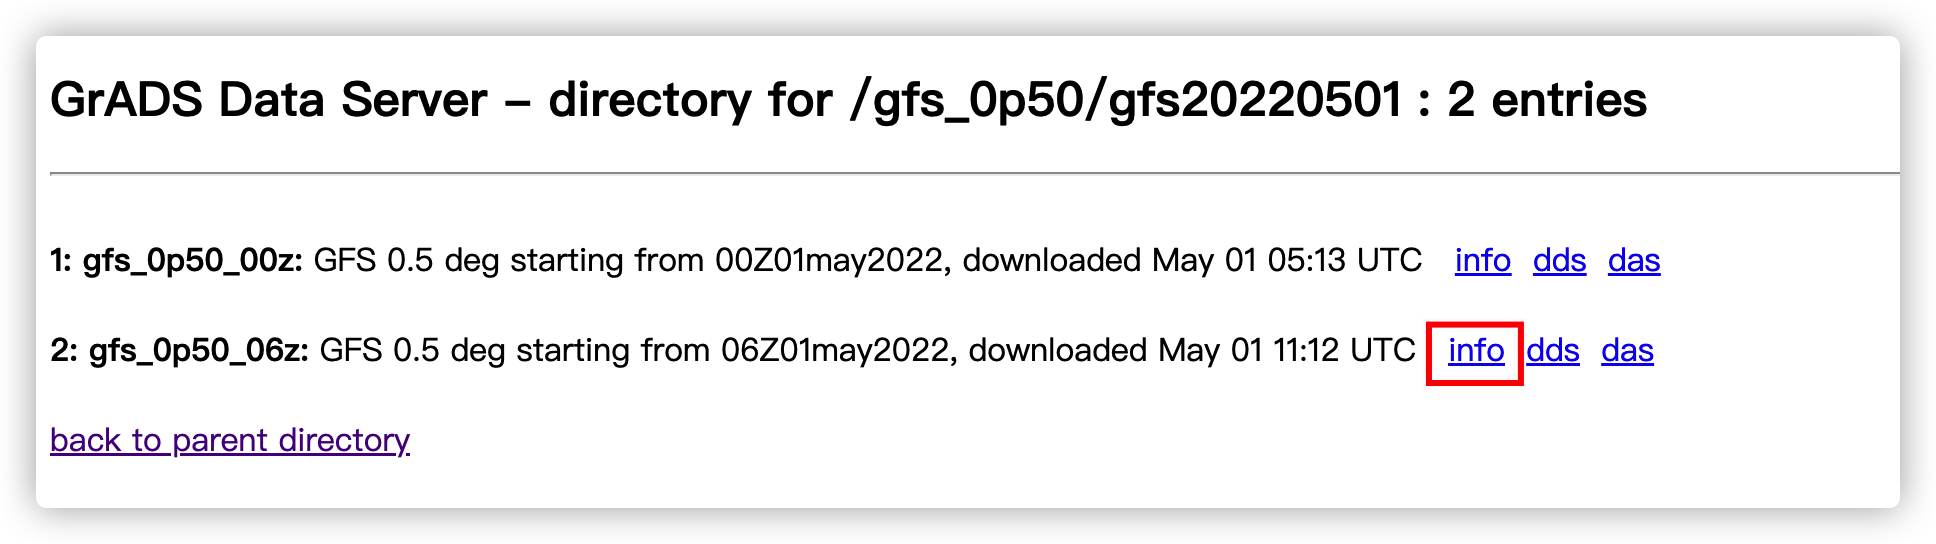 GrADS Data Server – directory for /gfs_0p50/gfs20220501 : 2 entries
1: gfs_0p50_00z: GFS 0.5 deg starting from 00Z01may2022, downloaded May 01 05:13 UTC info dds das
2: gfs_0p50_06z: GFS 0.5 deg starting from 06Z01may2022, downloaded May 01 11:12 UTC info dds das
back to parent directory